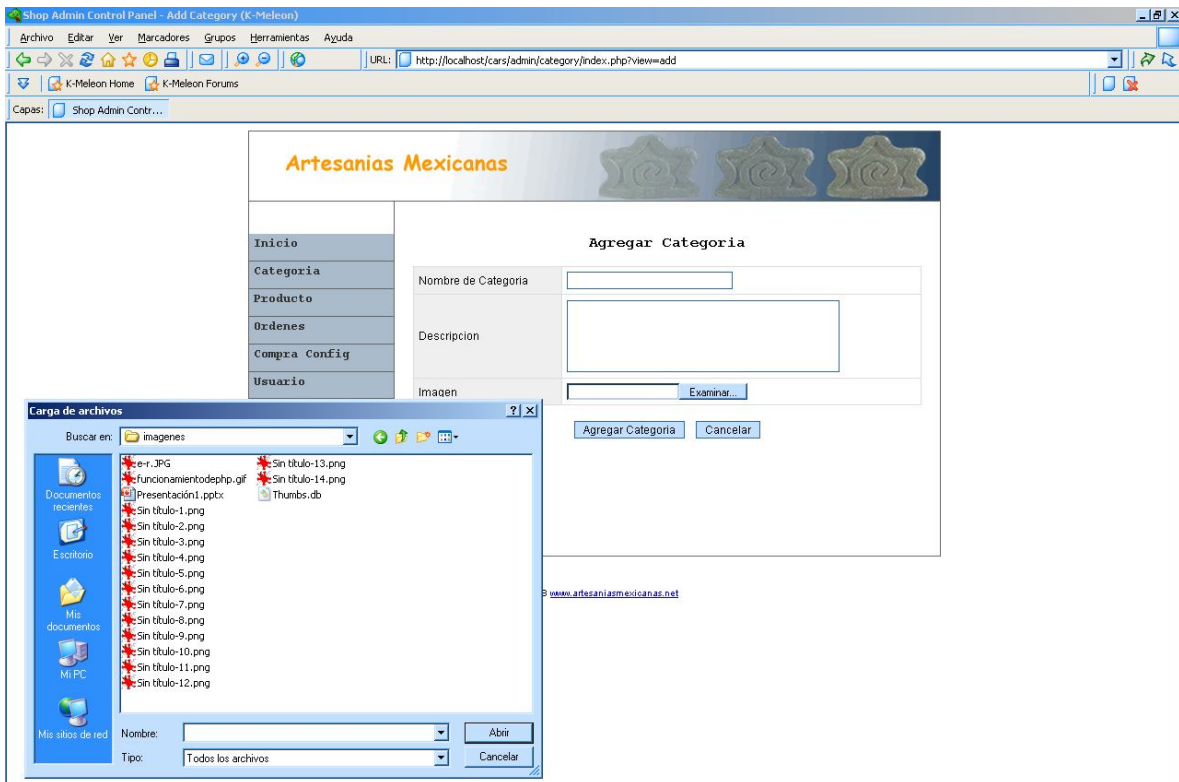 Shop Admin Control Panel - Add Category (K-Meleon)
Archivo Editar Ver Marcadores Grupos Herramientas Ayuda
URL: http://localhost/cars/admin/category/index.php?view=add
K-Meleon Home K-Meleon Forums
Capas: Shop Admin Contr...
Artesanias Mexicanas
Inicio
Categoria
Producto
Ordenes
Compra Config
Usuario
Agregar Categoria
Nombre de Categoria
Descripcion
Imagen Examinar...
Agregar Categoria Cancelar
www.artesaniasmexicanas.net
Carga de archivos
Buscar en: imagenes
Documentos recientes
Escritorio
Mis documentos
Mi PC
Mis sitios de red
e-r.JPG
funcionamientodephp.gif
Presentación1.pptx
Sin título-1.png
Sin título-2.png
Sin título-3.png
Sin título-4.png
Sin título-5.png
Sin título-6.png
Sin título-7.png
Sin título-8.png
Sin título-9.png
Sin título-10.png
Sin título-11.png
Sin título-12.png
Sin título-13.png
Sin título-14.png
Thumbs.db
Nombre: Abrir
Tipo: Todos los archivos Cancelar